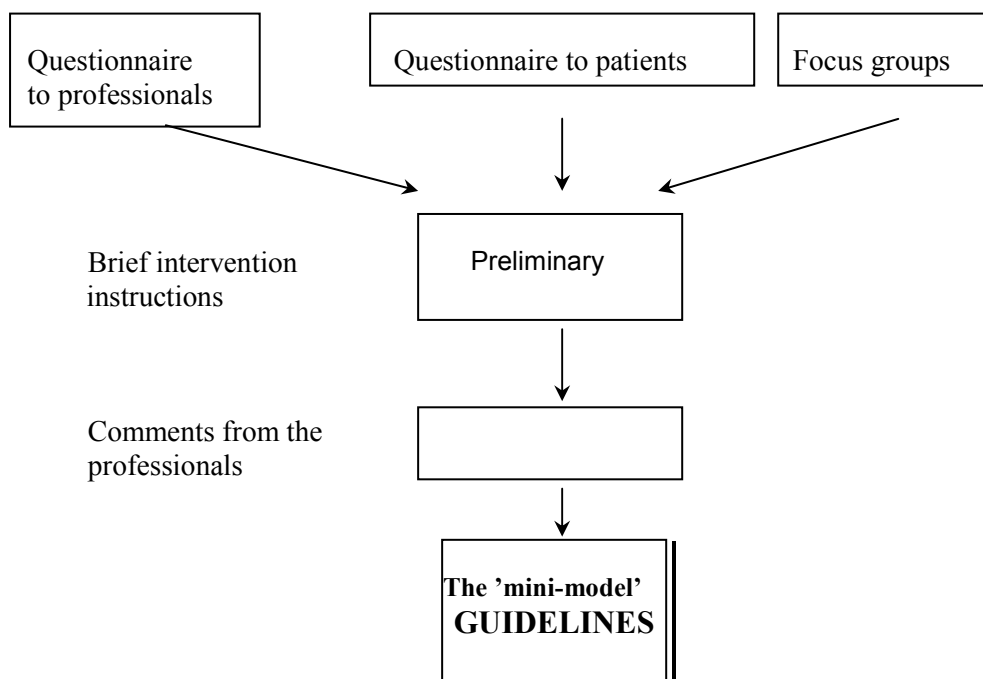 Questionnaire
to professionals
Questionnaire to patients
Focus groups
Brief intervention
instructions
Preliminary
Comments from the
professionals
The ’mini-model’
GUIDELINES